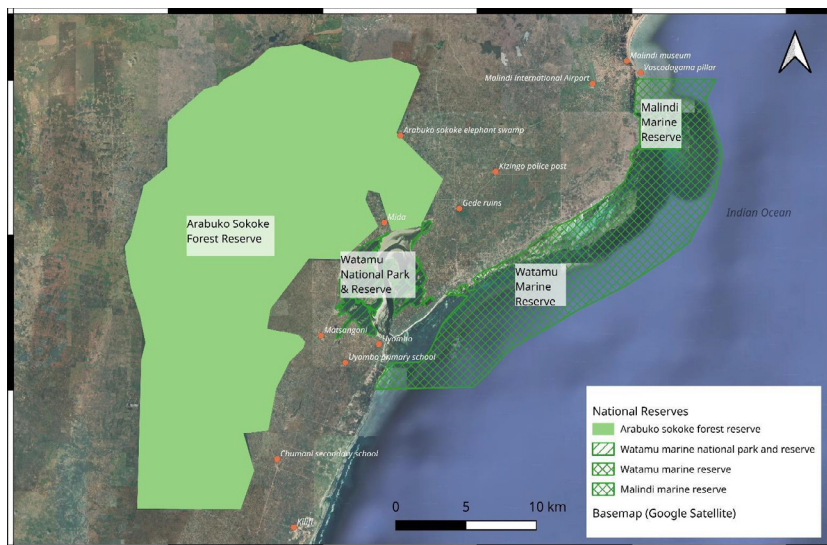 Malindi museum
Vascodagama pillar
Malindi International Airport
Malindi
Marine
Reserve
Arabuko sokoke elephant swamp
Kizingo police post
Gede ruins
Indian Ocean
Mida
Arabuko Sokoke
Forest Reserve
Watamu
National Park
& Reserve
Watamu
Marine
Reserve
Matsangoni
Uyombo
Uyombo primary school
Chumani secondary school
Kilifi
National Reserves
Arabuko sokoke forest reserve
Watamu marine national park and reserve
Watamu marine reserve
Malindi marine reserve
Basemap (Google Satellite)
0 5 10 km